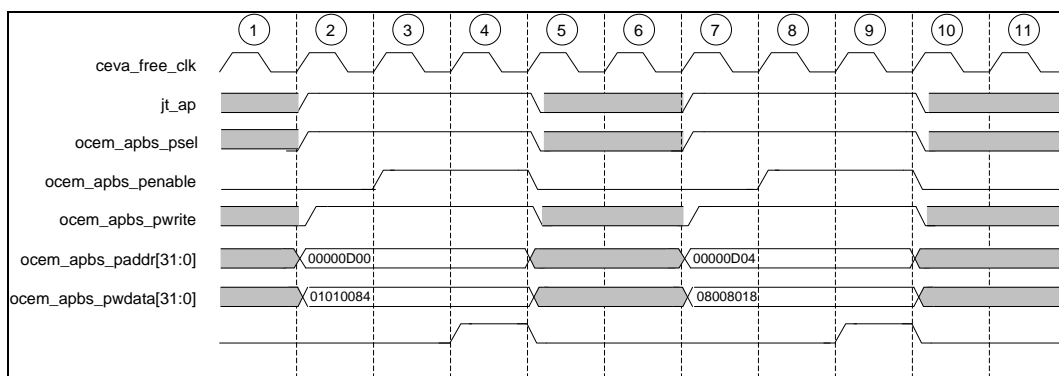 1 2 3 4 5 6 7 8 9 10 11
ceva_free_clk
jt_ap
ocem_apbs_psel
ocem_apbs_penable
ocem_apbs_pwrite
ocem_apbs_paddr[31:0] 00000D00 00000D04
ocem_apbs_pwdata[31:0] 01010084 08008018